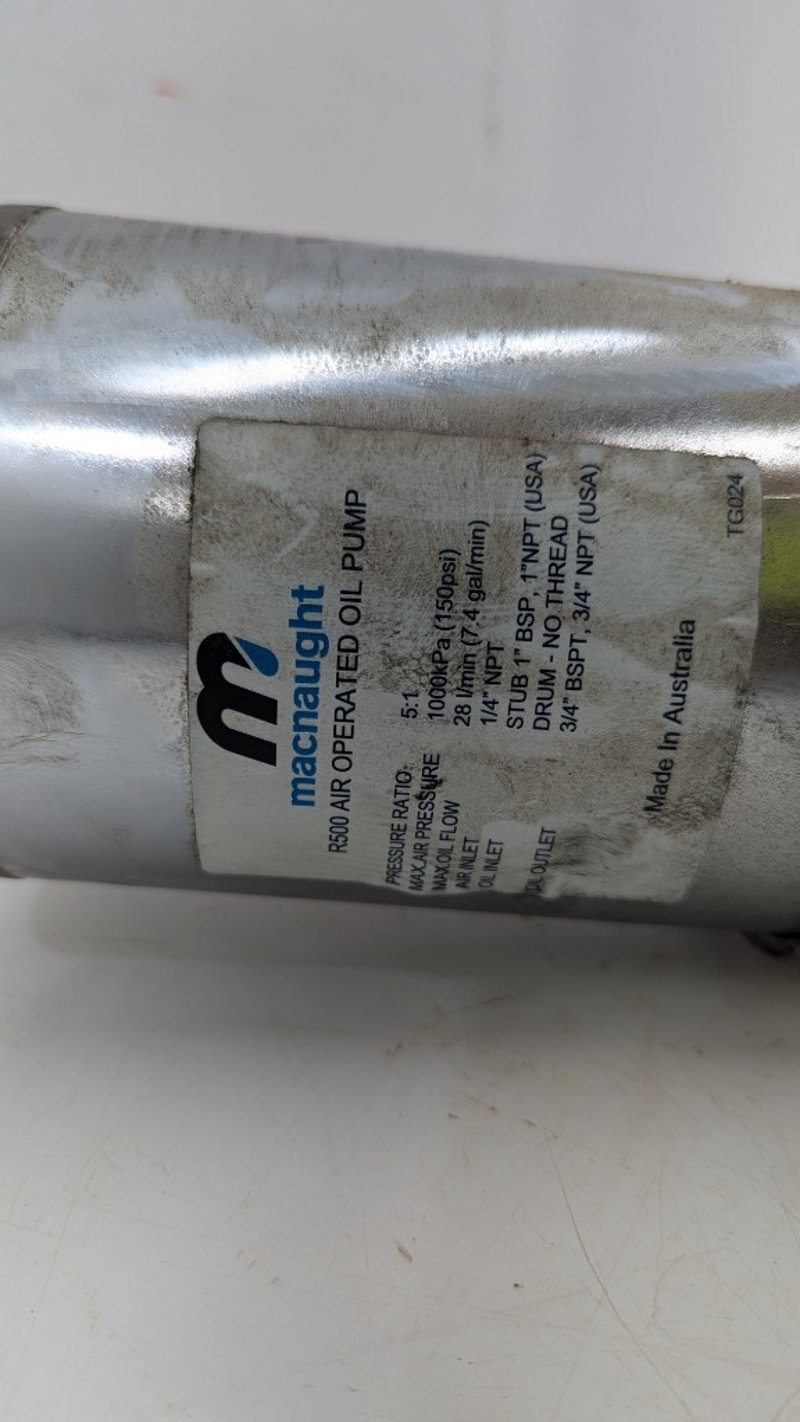 macnaught
R500 AIR OPERATED OIL PUMP
PRESSURE RATIO: 5:1
MAX.AIR PRESSURE 1000kPa (150psi)
MAX.OIL FLOW 28 l/min (7.4 gal/min)
AIR INLET 1/4" NPT
OIL INLET STUB 1" BSP, 1"NPT (USA)
DRUM - NO THREAD
OIL OUTLET 3/4" BSPT, 3/4" NPT (USA)
Made In Australia
TG024